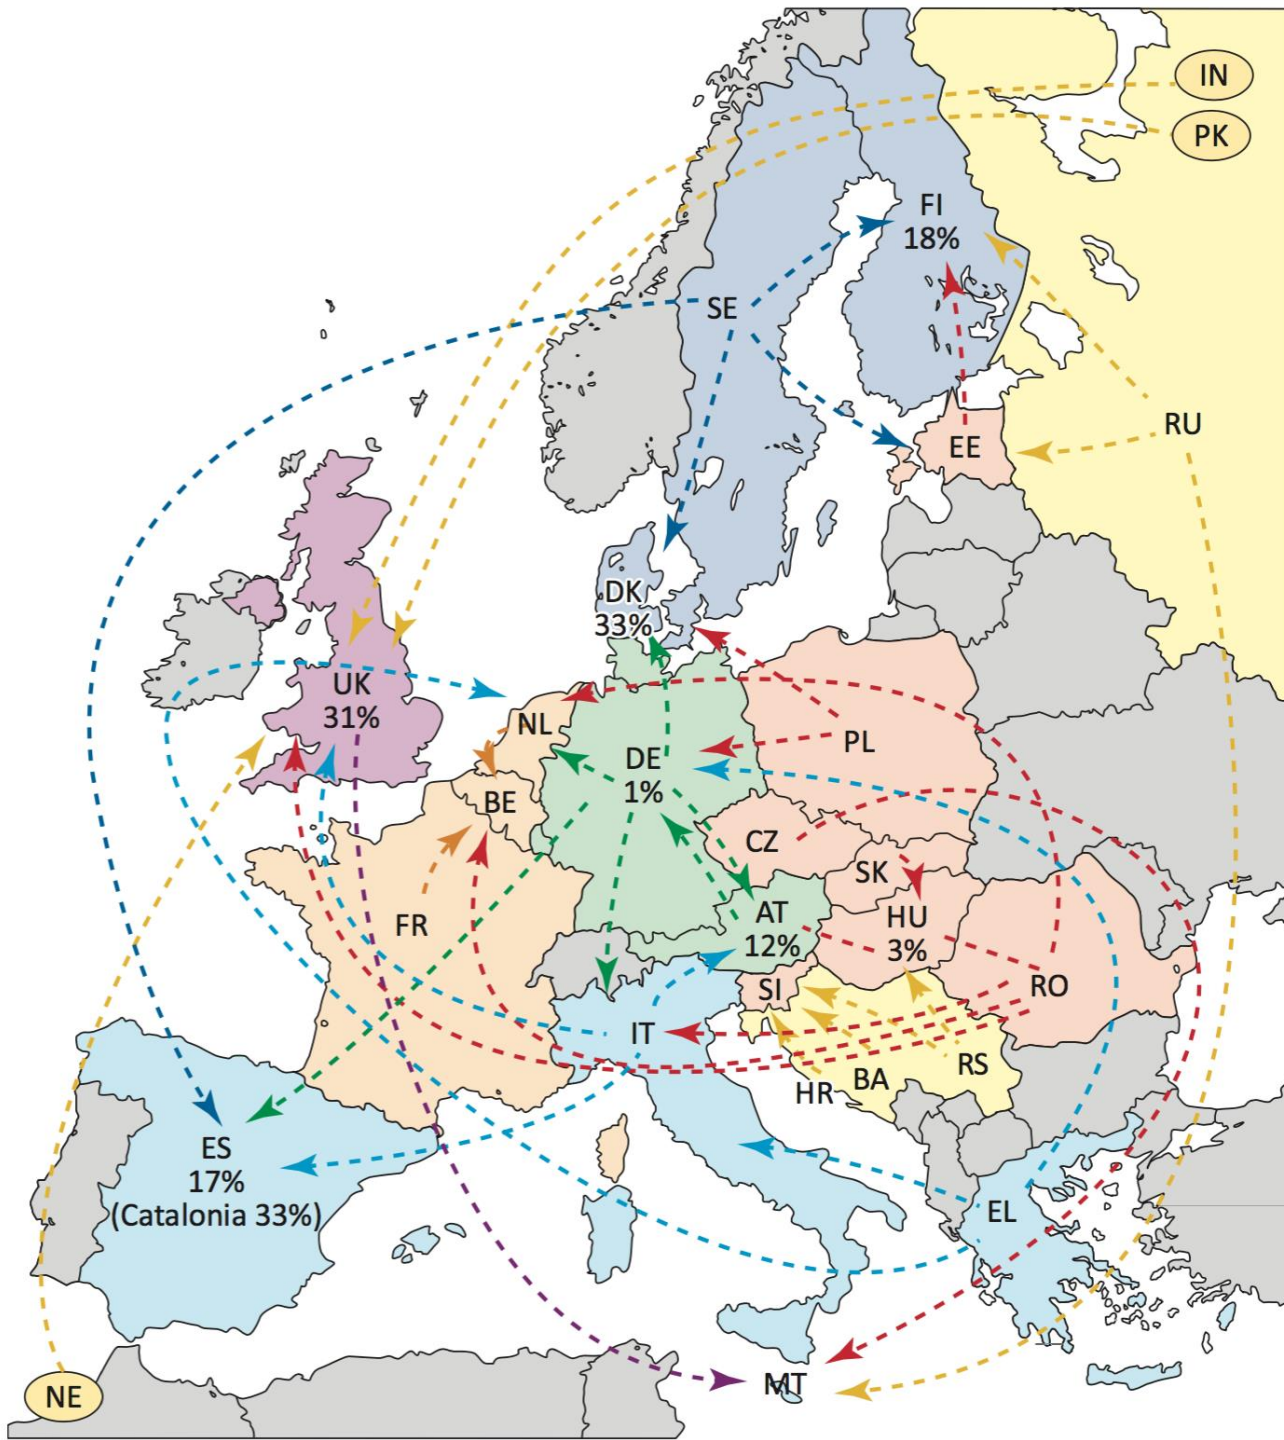 IN
PK
FI
18%
SE
RU
EE
DK
33%
UK
31%
NL
DE
1%
PL
BE
CZ
SK
FR
AT
12%
HU
3%
SI
RO
IT
HR
BA
RS
ES
17%
(Catalonia 33%)
EL
MT
NE